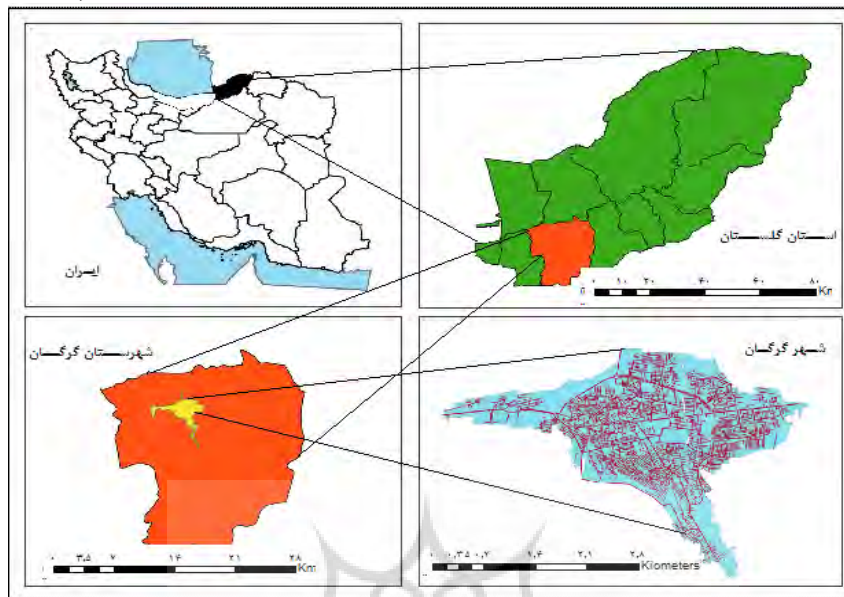 ایران
استان گلستان
۰ ۱۰ ۲۰ ۴۰ ۶۰ ۸۰
Km
شهرستان گرگان
۰ ۳,۵ ۷ ۱۴ ۲۱ ۲۸
Km
شهر گرگان
۰ ۰,۳۵ ۰,۷ ۱,۴ ۲,۱ ۲,۸
Kilometers